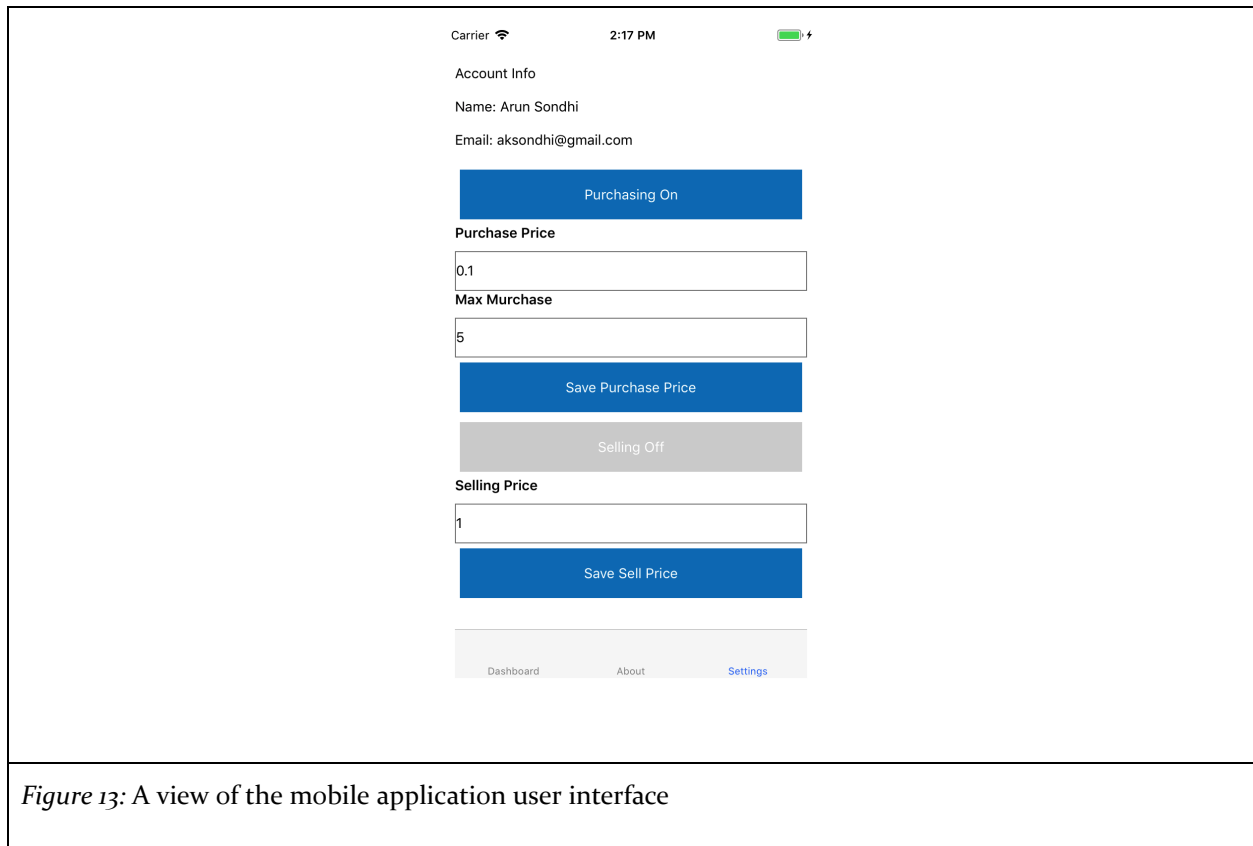 Carrier 2:17 PM
Account Info
Name: Arun Sondhi
Email: aksondhi@gmail.com
Purchasing On
Purchase Price
0.1
Max Murchase
5
Save Purchase Price
Selling Off
Selling Price
1
Save Sell Price
Dashboard About Settings
Figure 13: A view of the mobile application user interface